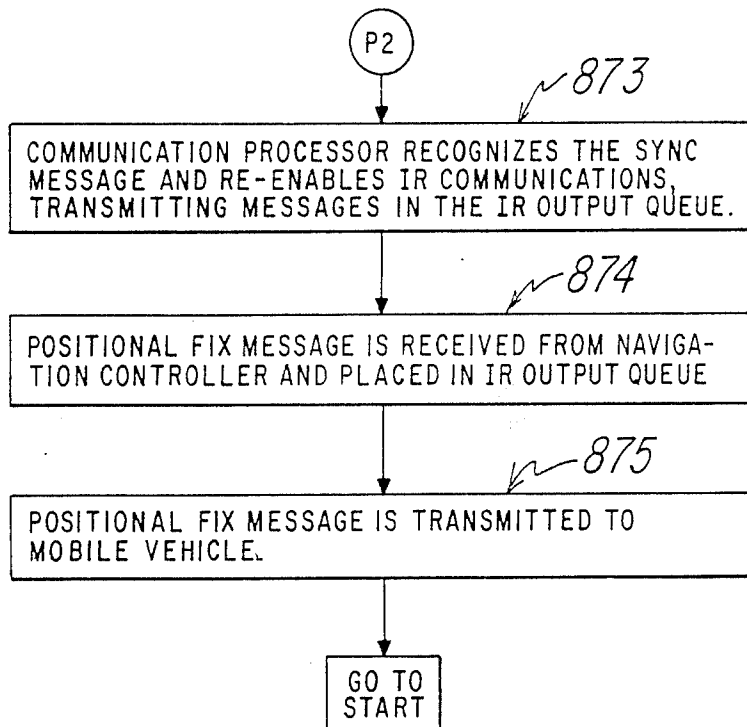 P2
873
COMMUNICATION PROCESSOR RECOGNIZES THE SYNC
MESSAGE AND RE-ENABLES IR COMMUNICATIONS,
TRANSMITTING MESSAGES IN THE IR OUTPUT QUEUE.
874
POSITIONAL FIX MESSAGE IS RECEIVED FROM NAVIGA-
TION CONTROLLER AND PLACED IN IR OUTPUT QUEUE
875
POSITIONAL FIX MESSAGE IS TRANSMITTED TO
MOBILE VEHICLE.
GO TO
START